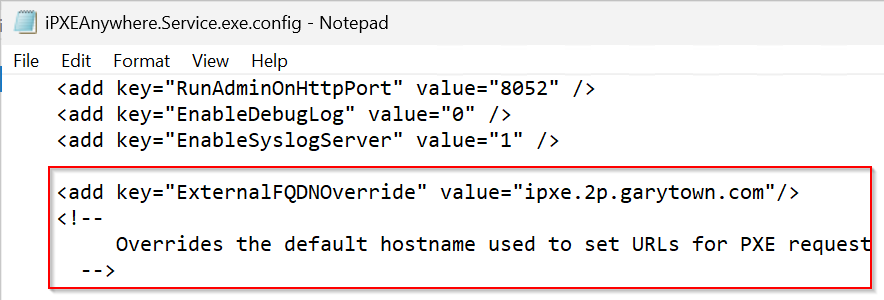 iPXEAnywhere.Service.exe.config - Notepad
File Edit Format View Help
<add key="RunAdminOnHttpPort" value="8052" />
<add key="EnableDebugLog" value="0" />
<add key="EnableSyslogServer" value="1" />
<add key="ExternalFQDNOverride" value="ipxe.2p.garytown.com"/>
<!--
Overrides the default hostname used to set URLs for PXE request
-->